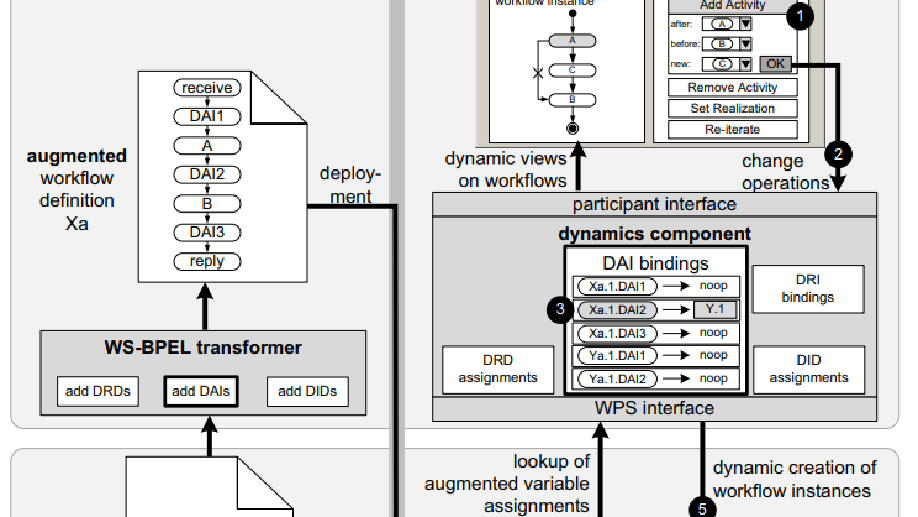 workflow instance
A
C
B
Add Activity
1
after:
A
before:
B
new:
C
OK
Remove Activity
Set Realization
Re-iterate
2
dynamic views
on workflows
change
operations
augmented
workflow
definition
Xa
receive
DAI1
A
DAI2
B
DAI3
reply
deploy-
ment
WS-BPEL transformer
add DRDs
add DAIs
add DIDs
participant interface
dynamics component
DAI bindings
Xa.1.DAI1
noop
3
Xa.1.DAI2
Y.1
Xa.1.DAI3
noop
Ya.1.DAI1
noop
Ya.1.DAI2
noop
DRD
assignments
DRI
bindings
DID
assignments
WPS interface
lookup of
augmented variable
assignments
dynamic creation of
workflow instances
5